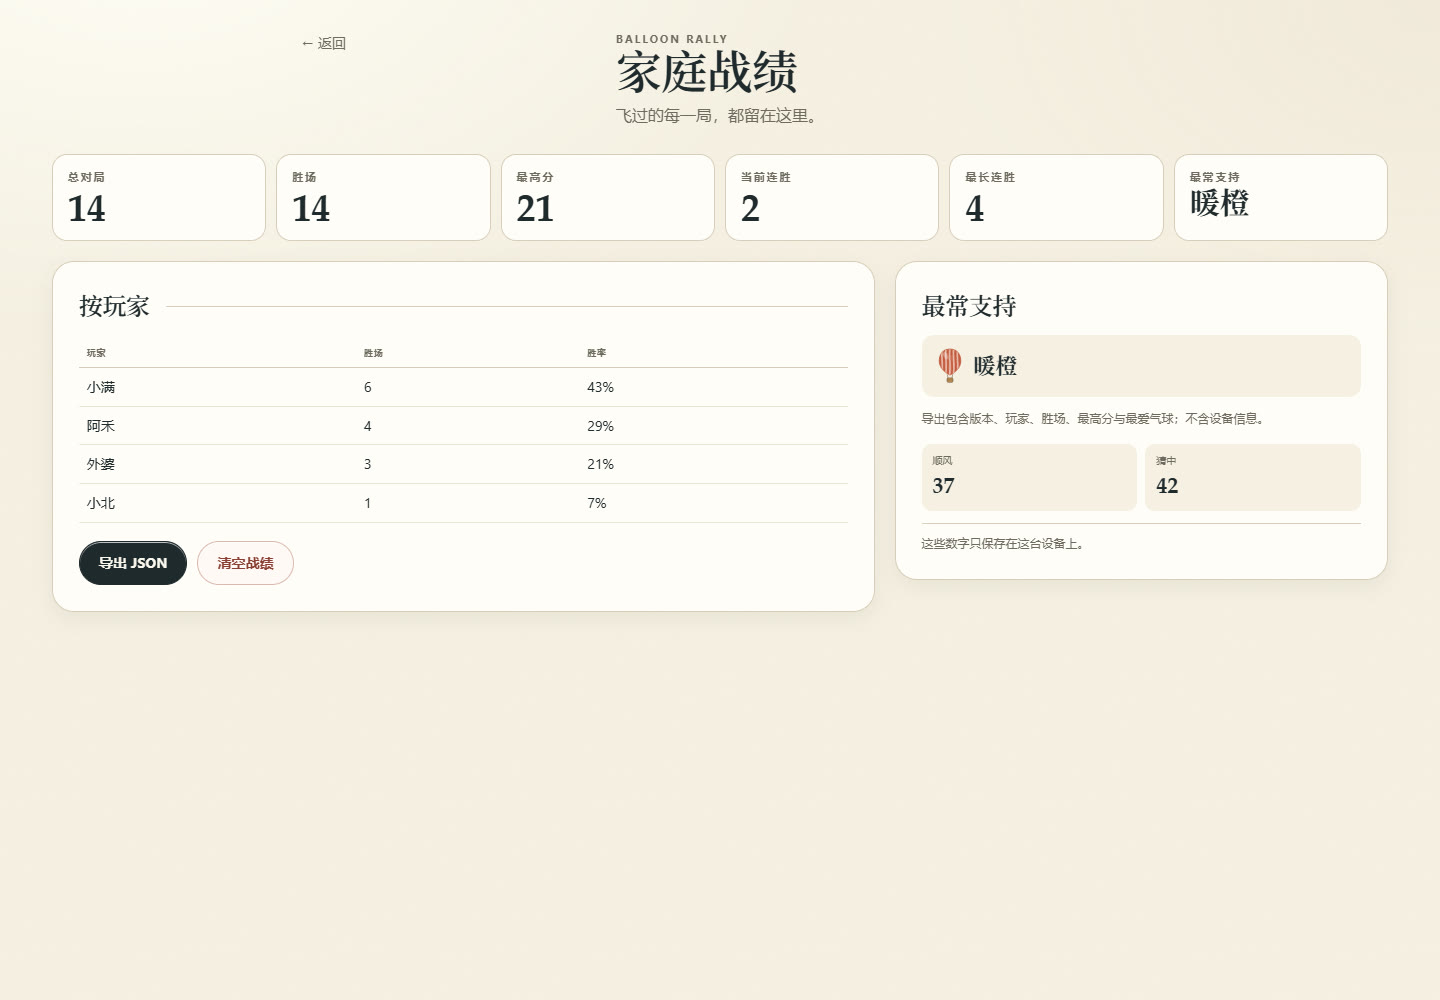 ← 返回
BALLOON RALLY
家庭战绩
飞过的每一局，都留在这里。
总对局
14
胜场
14
最高分
21
当前连胜
2
最长连胜
4
最常支持
暖橙
按玩家
玩家 胜场 胜率
小满 6 43%
阿禾 4 29%
外婆 3 21%
小北 1 7%
导出 JSON 清空战绩
最常支持
暖橙
导出包含版本、玩家、胜场、最高分与最爱气球；不含设备信息。
顺风
37
猜中
42
这些数字只保存在这台设备上。